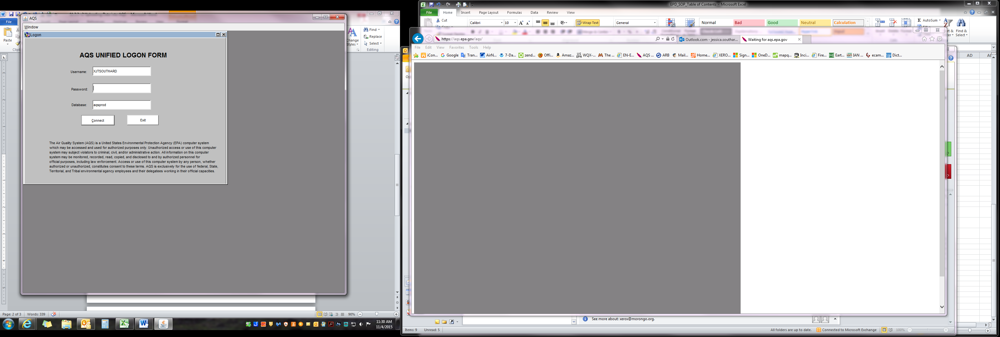 AQS
Window
Logon
AQS UNIFIED LOGON FORM
Username: XJTSOUTHARD
Password:
Database: aqsprod
Connect Exit
The Air Quality System (AQS) is a United States Environmental Protection Agency (EPA) computer system
which may be accessed and used for authorized purposes only. Unauthorized access or use of this computer
system may subject violators to criminal, civil, and/or administrative action. All information on this computer
system may be monitored, recorded, read, copied, and disclosed to and by authorized personnel for
official purposes, including law enforcement. Access or use of this computer system by any person, whether
authorized or unauthorized, constitutes consent to these terms. AQS is exclusively for the use of federal, State,
Territorial, and Tribal environmental agency employees and their delegatees working in their official capacities.
File
Paste
Change
Styles
Find
Replace
Select
Editing
Page: 2 of 3 Words: 339
90%
11:30 AM
11/4/2015
EPD_SOP_Table of Contents - Microsoft Excel
File Home Insert Page Layout Formulas Data Review View
Cut
Calibri 10 Wrap Text General Normal Bad Good Neutral Calculation Σ AutoSum
Find &
Select
https://aqs.epa.gov/aqs/ Outlook.com - jessica.southar... Waiting for aqs.epa.gov
File Edit View Favorites Tools Help
iCon... Google Tran... AirN... 7-Da... zend... Offi... Amaz... US EPA WQX-... The ... EN-E... AQS ... ARB Mail... Home... XERO... Sign... OneD... mapq... Inci... Fire... Eart... ian IAN ... ecam... Dict...
AD
See more about: xerox@morongo.org.
Items: 9 Unread: 5
All folders are up to date. Connected to Microsoft Exchange 100%